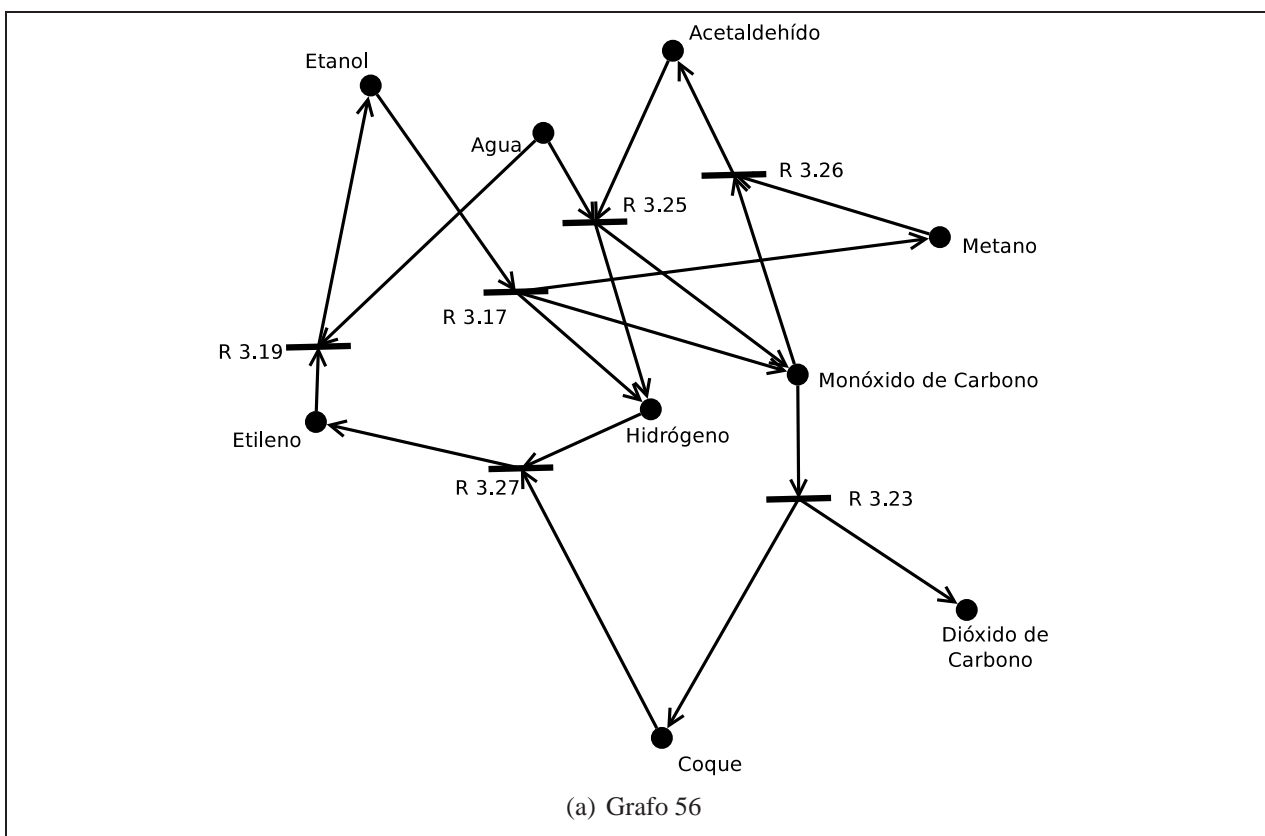 Acetaldehído
Etanol
Agua
R 3.26
R 3.25
Metano
R 3.17
R 3.19
Monóxido de Carbono
Etileno
Hidrógeno
R 3.27
R 3.23
Dióxido de
Carbono
Coque
(a) Grafo 56